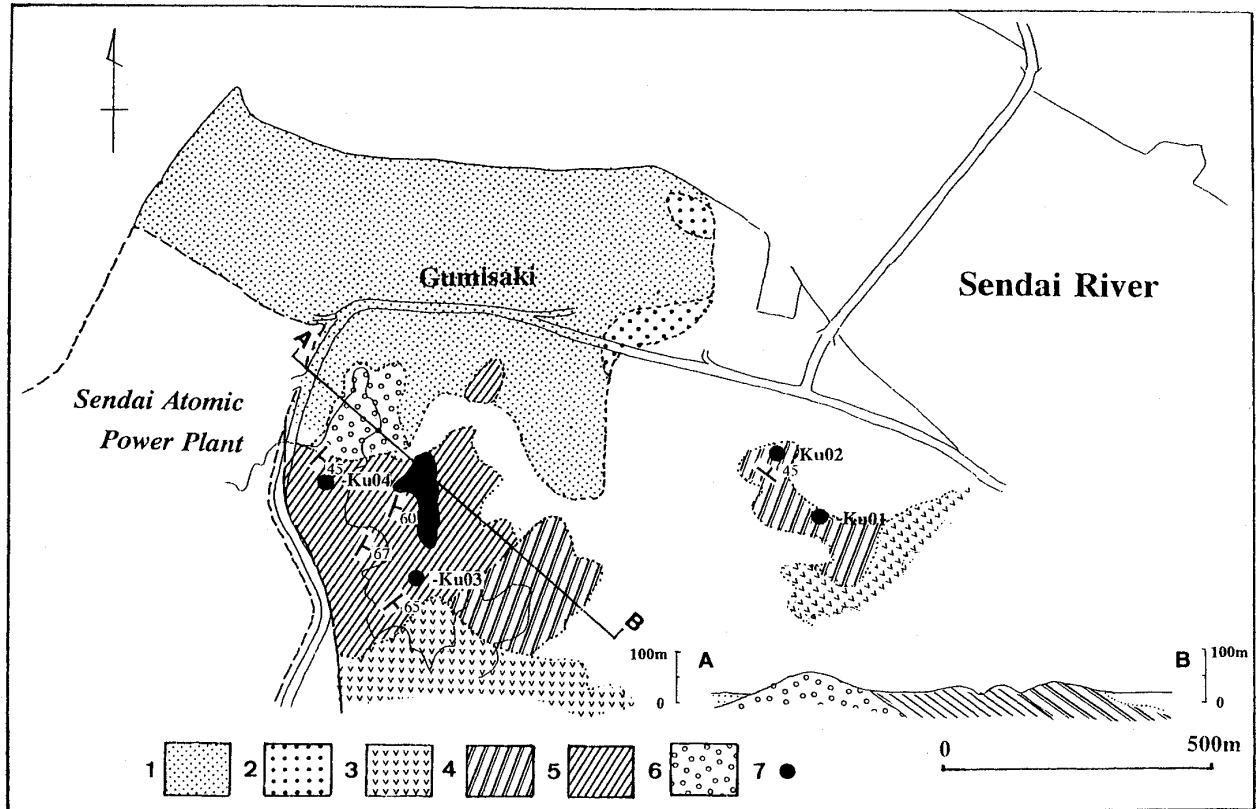 Gumisaki
Sendai River
A
Sendai Atomic
Power Plant
45
-Ku04
60
67
-Ku03
65
Ku02
45
-Ku01
B
100m
0
A
B
100m
0
0
500m
1
2
3
4
5
6
7